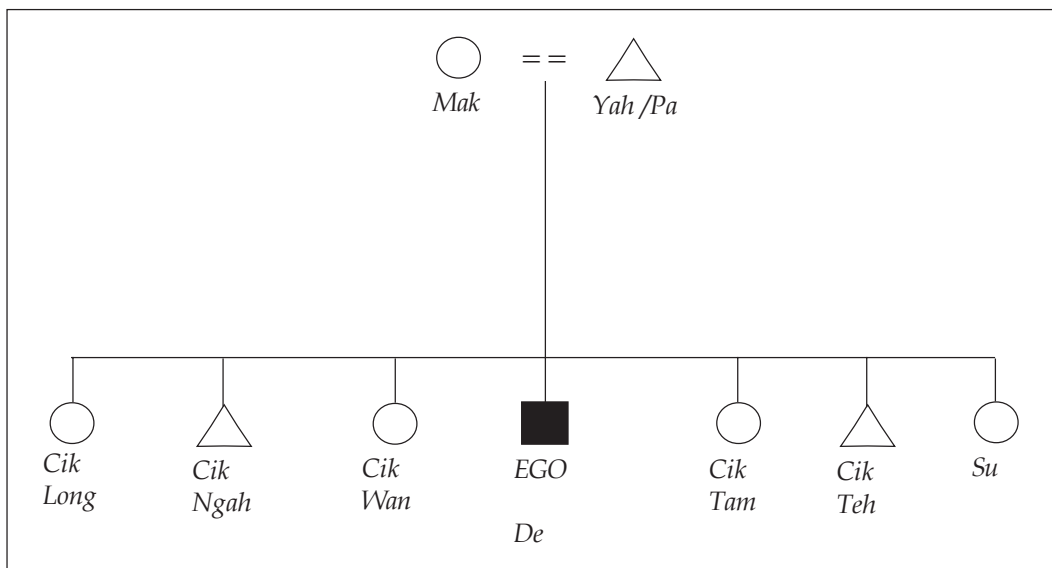 ==
Mak
Yah /Pa
Cik
Long
Cik
Ngah
Cik
Wan
EGO
De
Cik
Tam
Cik
Teh
Su